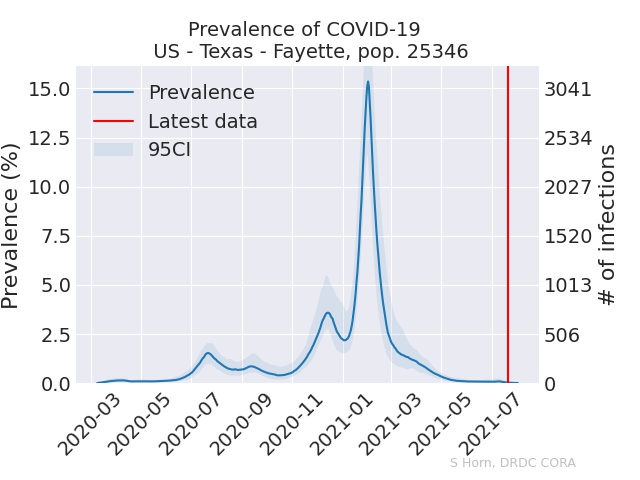 Prevalence of COVID-19
US - Texas - Fayette, pop. 25346
Prevalence
Latest data
95CI
Prevalence (%)
15.0
12.5
10.0
7.5
5.0
2.5
0.0
3041
2534
2027
1520
1013
506
0
# of infections
2020-03
2020-05
2020-07
2020-09
2020-11
2021-01
2021-03
2021-05
2021-07
S Horn, DRDC CORA